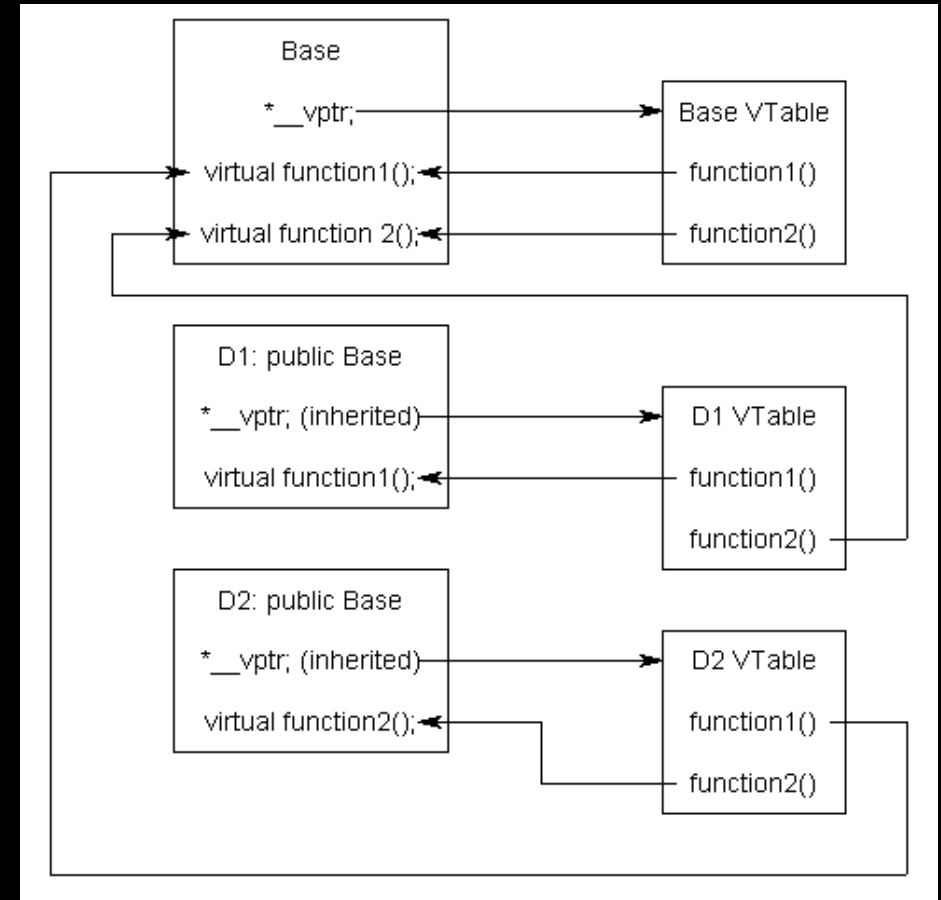 Base
*__vptr;
virtual function1();
virtual function 2();
Base VTable
function1()
function2()
D1: public Base
*__vptr; (inherited)
virtual function1();
D1 VTable
function1()
function2()
D2: public Base
*__vptr; (inherited)
virtual function2();
D2 VTable
function1()
function2()